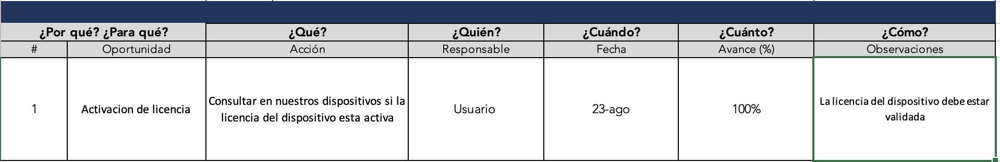 ¿Por qué? ¿Para qué? ¿Qué? ¿Quién? ¿Cuándo? ¿Cuánto? ¿Cómo?
# Oportunidad Acción Responsable Fecha Avance (%) Observaciones
1
Activacion de licencia
Consultar en nuestros dispositivos si la
licencia del dispositivo esta activa
Usuario
23-ago
100%
La licencia del dispositivo debe estar
validada